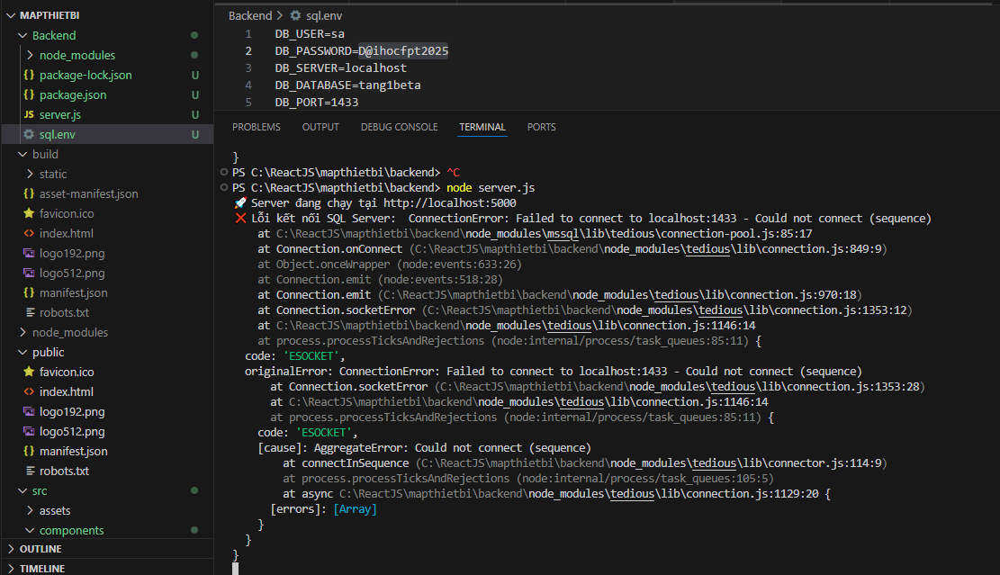 MAPTHIETBI
Backend
node_modules
{} package-lock.json U
{} package.json U
JS server.js U
sql.env U
build
static
{} asset-manifest.json
favicon.ico
<> index.html
logo192.png
logo512.png
{} manifest.json
robots.txt
node_modules
public
favicon.ico
<> index.html
logo192.png
logo512.png
{} manifest.json
robots.txt
src
assets
components
OUTLINE
TIMELINE
Backend > sql.env
1 DB_USER=sa
2 DB_PASSWORD=D@ihocfpt2025
3 DB_SERVER=localhost
4 DB_DATABASE=tang1beta
5 DB_PORT=1433
PROBLEMS OUTPUT DEBUG CONSOLE TERMINAL PORTS
}
PS C:\ReactJS\mapthietbi\backend> ^C
PS C:\ReactJS\mapthietbi\backend> node server.js
🚀 Server đang chạy tại http://localhost:5000
❌ Lỗi kết nối SQL Server:  ConnectionError: Failed to connect to localhost:1433 - Could not connect (sequence)
at C:\ReactJS\mapthietbi\backend\node_modules\mssql\lib\tedious\connection-pool.js:85:17
at Connection.onConnect (C:\ReactJS\mapthietbi\backend\node_modules\tedious\lib\connection.js:849:9)
at Object.onceWrapper (node:events:633:26)
at Connection.emit (node:events:518:28)
at Connection.emit (C:\ReactJS\mapthietbi\backend\node_modules\tedious\lib\connection.js:970:18)
at Connection.socketError (C:\ReactJS\mapthietbi\backend\node_modules\tedious\lib\connection.js:1353:12)
at C:\ReactJS\mapthietbi\backend\node_modules\tedious\lib\connection.js:1146:14
at process.processTicksAndRejections (node:internal/process/task_queues:85:11) {
code: 'ESOCKET',
originalError: ConnectionError: Failed to connect to localhost:1433 - Could not connect (sequence)
at Connection.socketError (C:\ReactJS\mapthietbi\backend\node_modules\tedious\lib\connection.js:1353:28)
at C:\ReactJS\mapthietbi\backend\node_modules\tedious\lib\connection.js:1146:14
at process.processTicksAndRejections (node:internal/process/task_queues:85:11) {
code: 'ESOCKET',
[cause]: AggregateError: Could not connect (sequence)
at connectInSequence (C:\ReactJS\mapthietbi\backend\node_modules\tedious\lib\connector.js:114:9)
at process.processTicksAndRejections (node:internal/process/task_queues:105:5)
at async C:\ReactJS\mapthietbi\backend\node_modules\tedious\lib\connection.js:1129:20 {
[errors]: [Array]
}
}
}